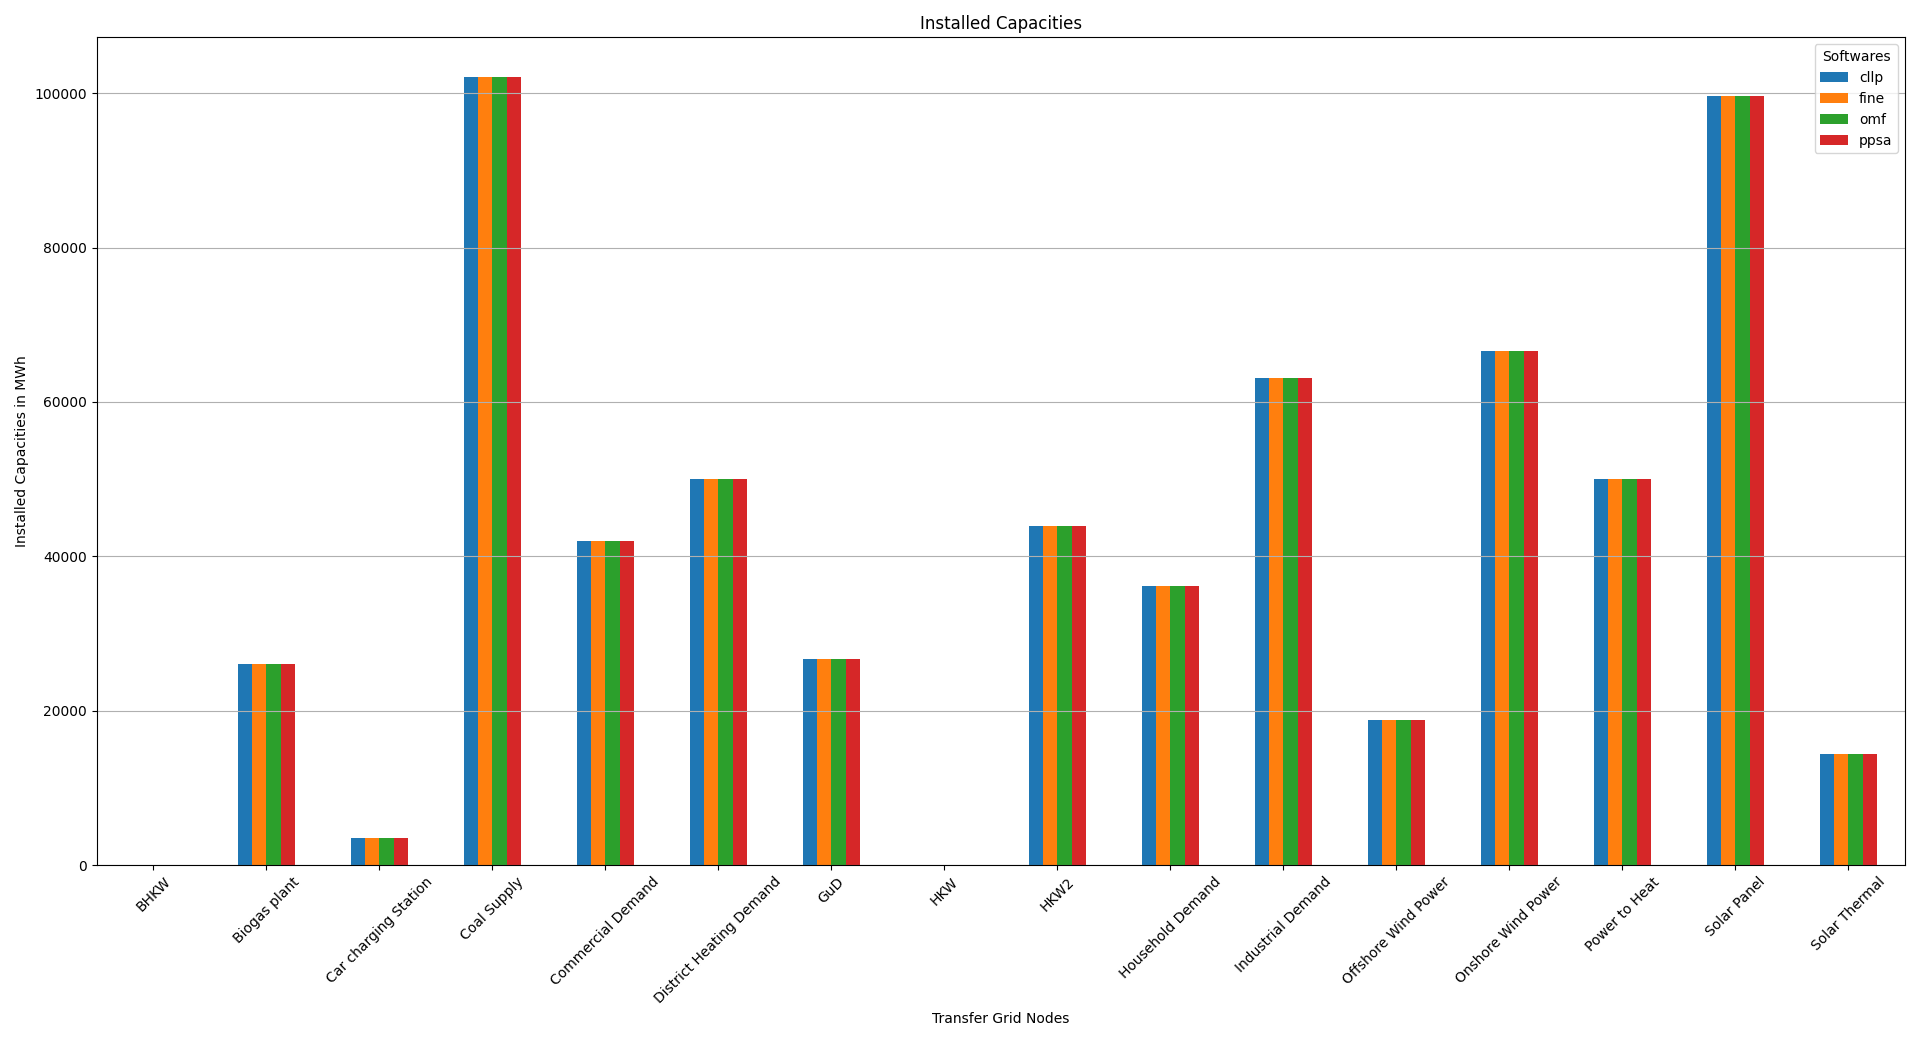 Installed Capacities
Softwares
cllp
fine
omf
ppsa
Installed Capacities in MWh
100000
80000
60000
40000
20000
0
BHKW
Biogas plant
Car charging Station
Coal Supply
Commercial Demand
District Heating Demand
GuD
HKW
HKW2
Household Demand
Industrial Demand
Offshore Wind Power
Onshore Wind Power
Power to Heat
Solar Panel
Solar Thermal
Transfer Grid Nodes